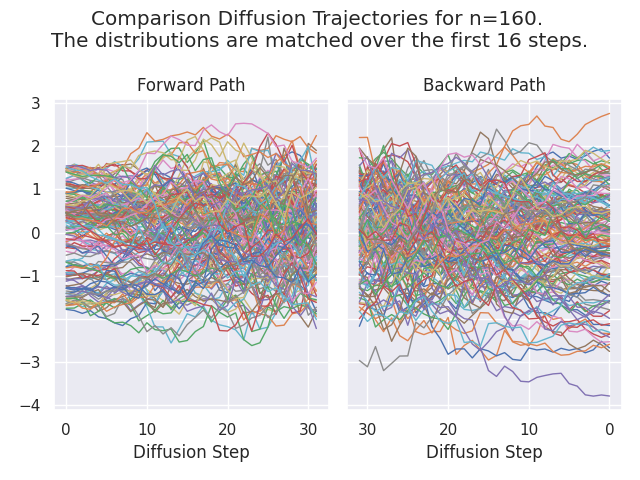 Comparison Diffusion Trajectories for n=160.
The distributions are matched over the first 16 steps.
Forward Path
Backward Path
3
2
1
0
−1
−2
−3
−4
0 10 20 30
30 20 10 0
Diffusion Step
Diffusion Step